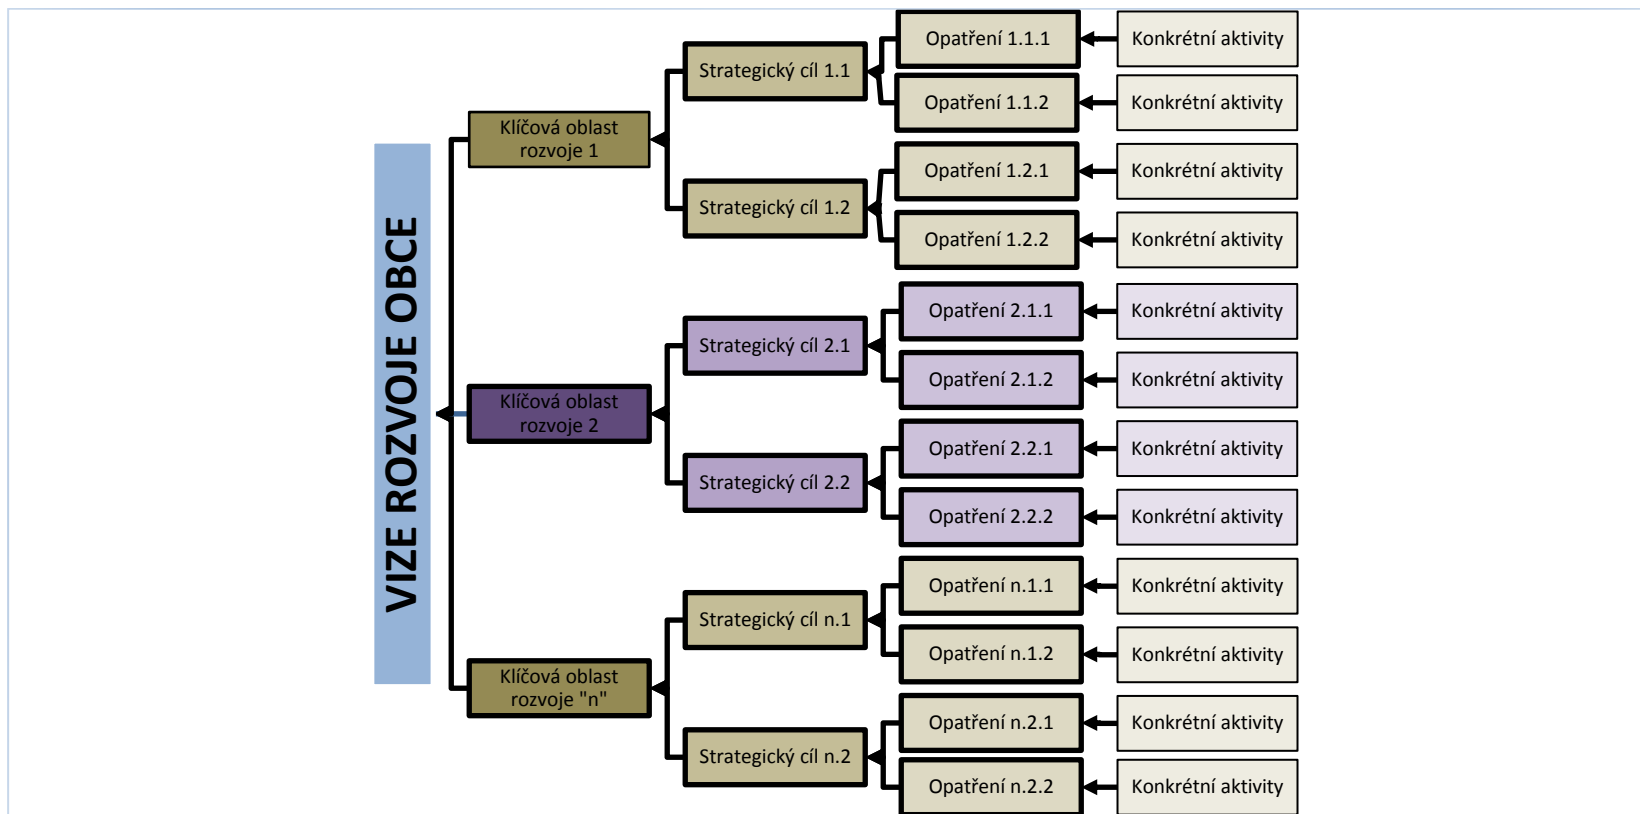 VIZE ROZVOJE OBCE
Klíčová oblast
rozvoje 1
Strategický cíl 1.1
Opatření 1.1.1
Konkrétní aktivity
Opatření 1.1.2
Konkrétní aktivity
Strategický cíl 1.2
Opatření 1.2.1
Konkrétní aktivity
Opatření 1.2.2
Konkrétní aktivity
Klíčová oblast
rozvoje 2
Strategický cíl 2.1
Opatření 2.1.1
Konkrétní aktivity
Opatření 2.1.2
Konkrétní aktivity
Strategický cíl 2.2
Opatření 2.2.1
Konkrétní aktivity
Opatření 2.2.2
Konkrétní aktivity
Klíčová oblast
rozvoje "n"
Strategický cíl n.1
Opatření n.1.1
Konkrétní aktivity
Opatření n.1.2
Konkrétní aktivity
Strategický cíl n.2
Opatření n.2.1
Konkrétní aktivity
Opatření n.2.2
Konkrétní aktivity